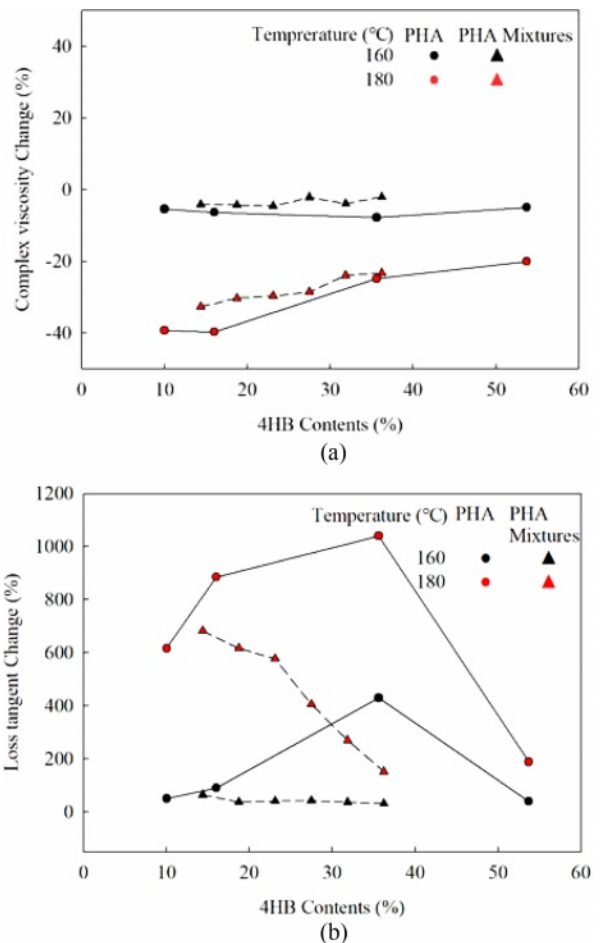 Temprerature (°C) PHA PHA Mixtures
160
180
40
20
0
-20
-40
Complex viscosity Change (%)
0 10 20 30 40 50 60
4HB Contents (%)
(a)
Temperature (°C) PHA PHA
Mixtures
160
180
1200
1000
800
600
400
200
0
Loss tangent Change (%)
0 10 20 30 40 50 60
4HB Contents (%)
(b)